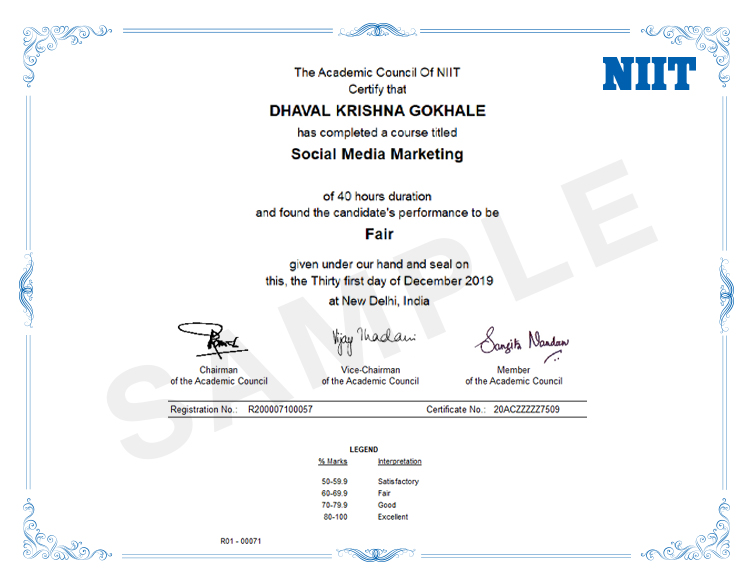 NIIT
The Academic Council Of NIIT
Certify that
DHAVAL KRISHNA GOKHALE
has completed a course titled
Social Media Marketing
of 40 hours duration
and found the candidate's performance to be
Fair
given under our hand and seal on
this, the Thirty first day of December 2019
at New Delhi, India
SAMPLE
Vijay Thadani
Sangita Nandan
Chairman
of the Academic Council
Vice-Chairman
of the Academic Council
Member
of the Academic Council
Registration No.: R200007100057 Certificate No.: 20ACZZZZZ7509
LEGEND
% Marks Interpretation
50-59.9 Satisfactory
60-69.9 Fair
70-79.9 Good
80-100 Excellent
R01 - 00071